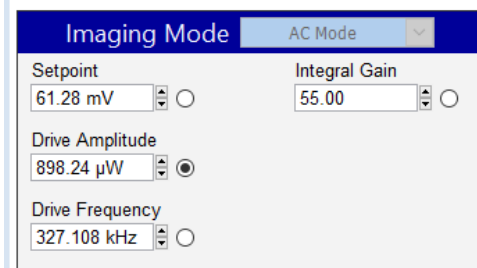 Imaging Mode AC Mode
Setpoint Integral Gain
61.28 mV 55.00
Drive Amplitude
898.24 µW
Drive Frequency
327.108 kHz